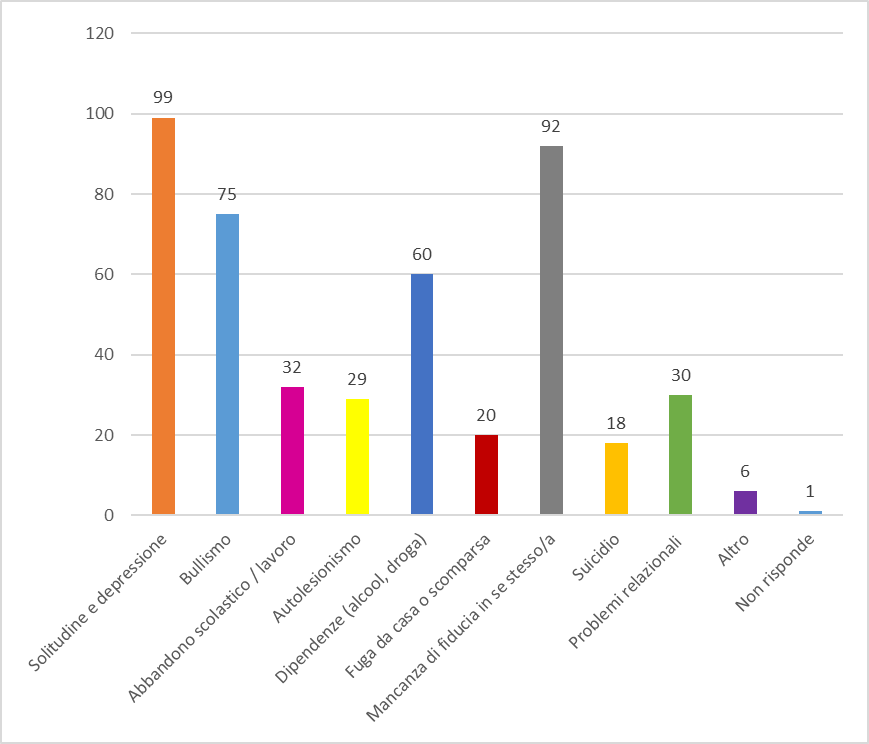 120
100
80
60
40
20
0
99
75
32
29
60
20
92
18
30
6
1
Solitudine e depressione
Bullismo
Abbandono scolastico / lavoro
Autolesionismo
Dipendenze (alcool, droga)
Fuga da casa o scomparsa
Mancanza di fiducia in se stesso/a
Suicidio
Problemi relazionali
Altro
Non risponde